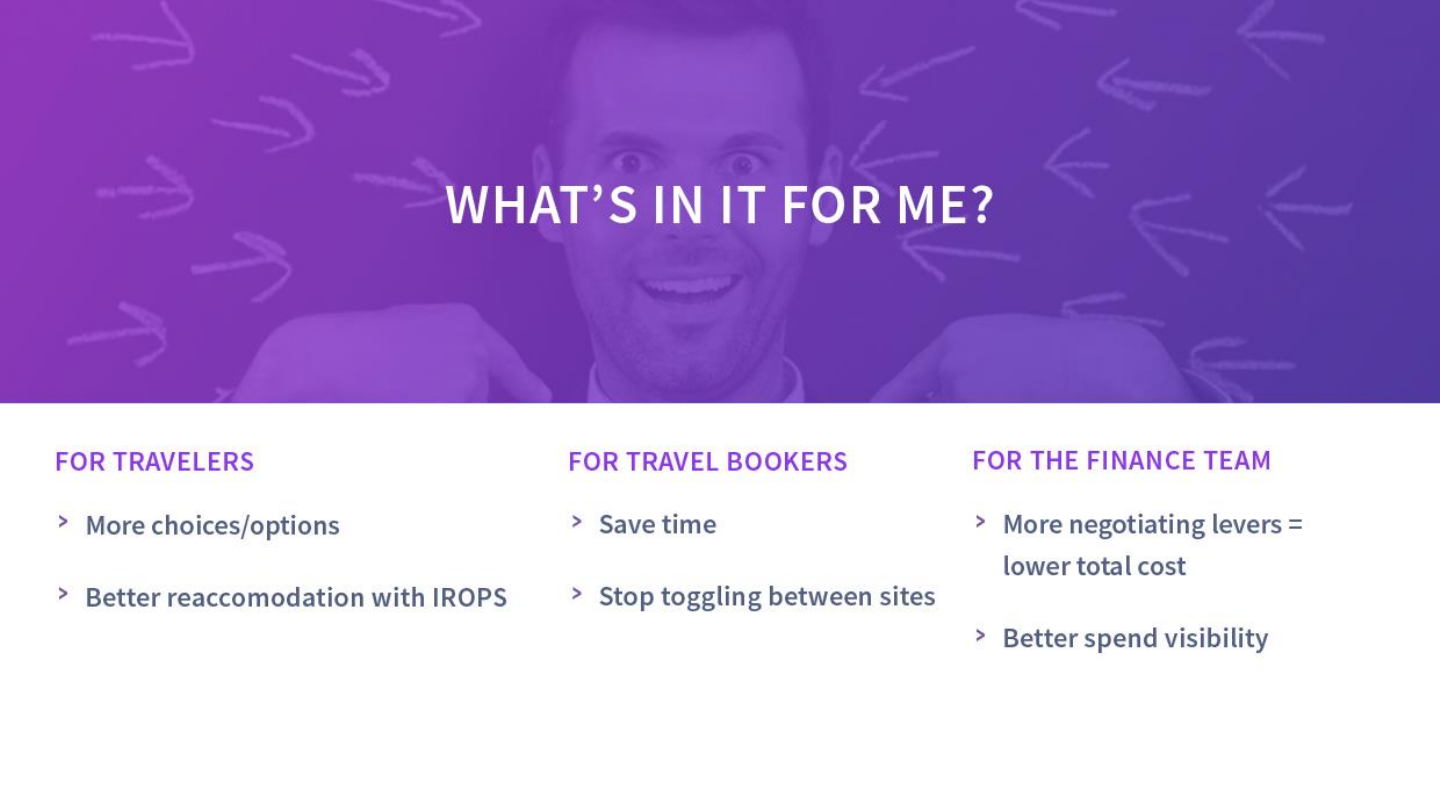 WHAT’S IN IT FOR ME?
FOR TRAVELERS
> More choices/options
> Better reaccomodation with IROPS
FOR TRAVEL BOOKERS
> Save time
> Stop toggling between sites
FOR THE FINANCE TEAM
> More negotiating levers =
lower total cost
> Better spend visibility